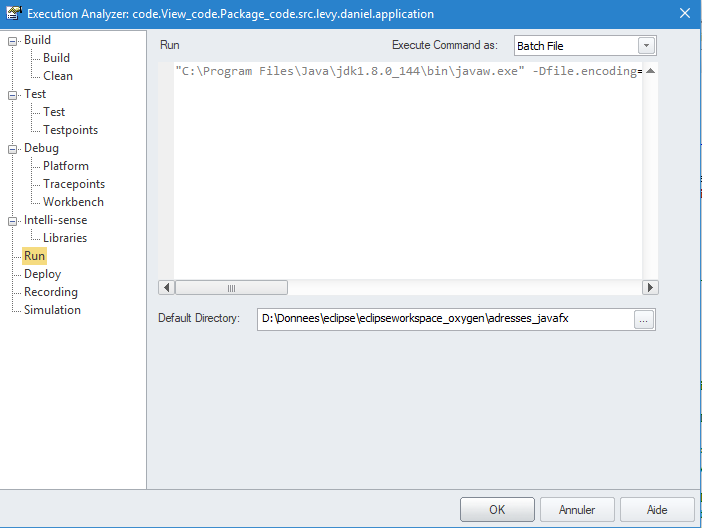 Execution Analyzer: code.View_code.Package_code.src.levy.daniel.application
Build
Build
Clean
Test
Test
Testpoints
Debug
Platform
Tracepoints
Workbench
Intelli-sense
Libraries
Run
Deploy
Recording
Simulation
Run
Execute Command as:
Batch File
"C:\Program Files\Java\jdk1.8.0_144\bin\javaw.exe" -Dfile.encoding=
Default Directory:
D:\Donnees\eclipse\eclipseworkspace_oxygen\adresses_javafx
...
OK
Annuler
Aide